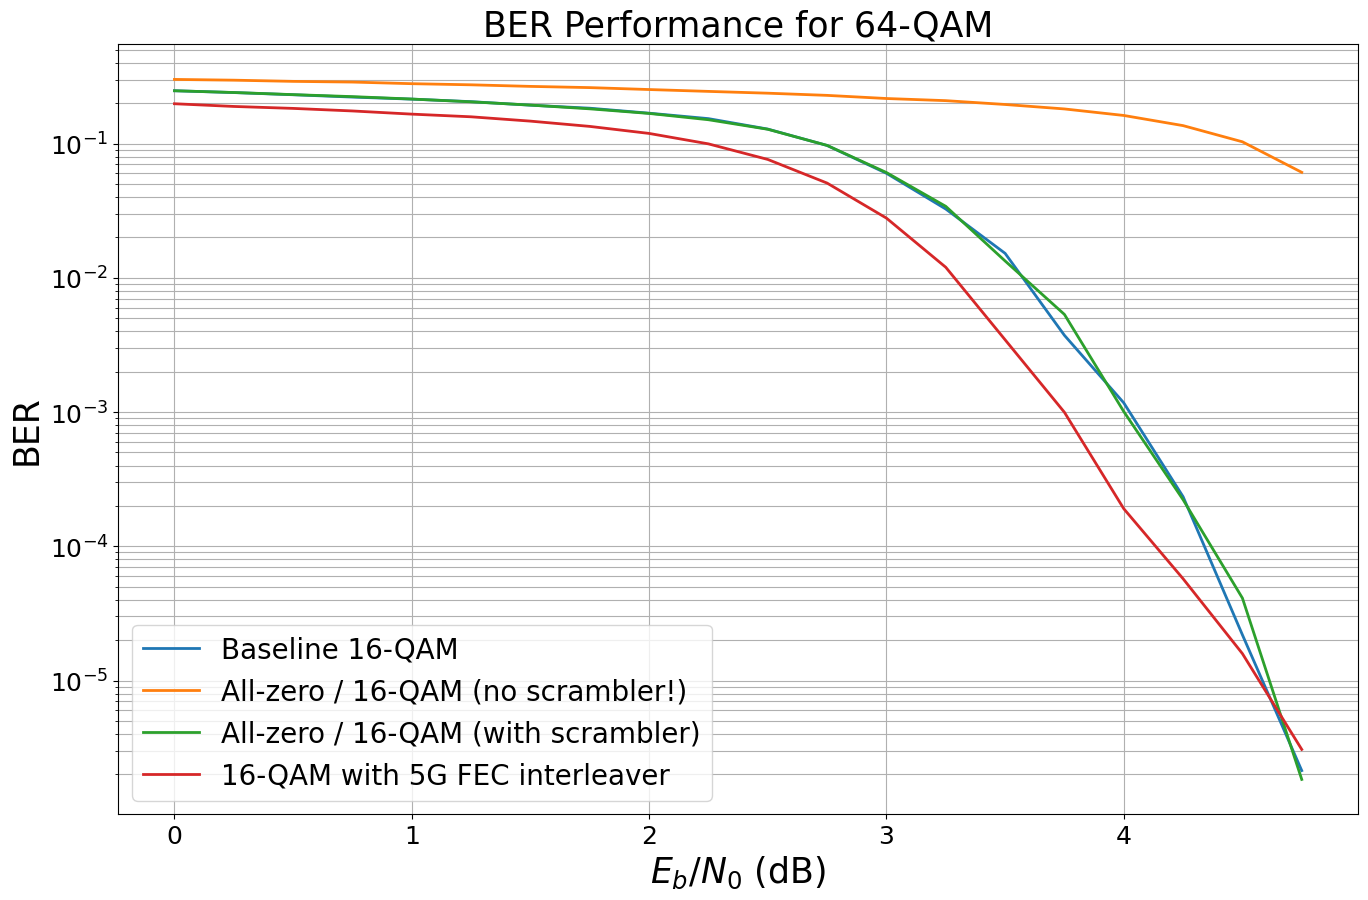 BER Performance for 64-QAM
BER
10⁻¹
10⁻²
10⁻³
10⁻⁴
10⁻⁵
Baseline 16-QAM
All-zero / 16-QAM (no scrambler!)
All-zero / 16-QAM (with scrambler)
16-QAM with 5G FEC interleaver
0 1 2 3 4
E_b/N_0 (dB)